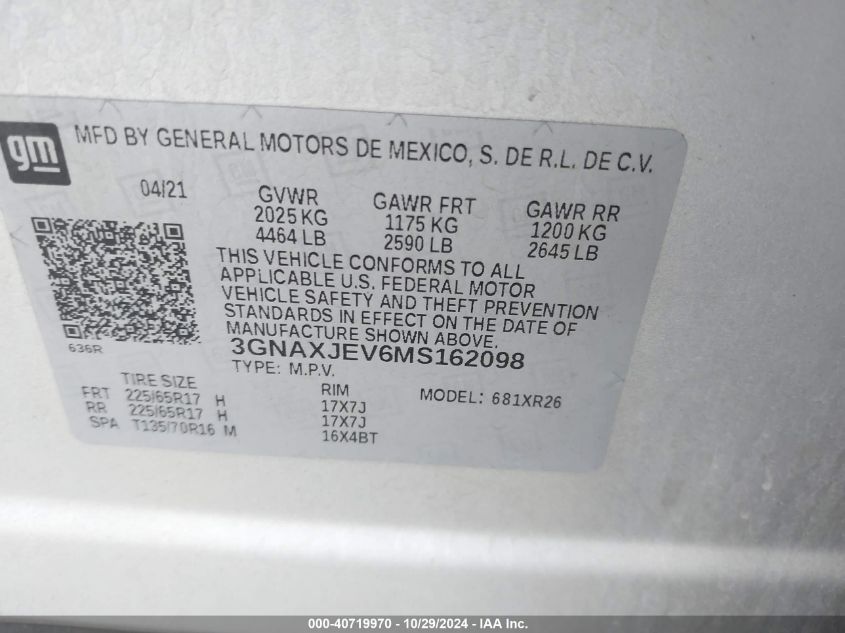 gm
MFD BY GENERAL MOTORS DE MEXICO, S. DE R.L. DE C.V.
04/21 GVWR GAWR FRT GAWR RR
2025 KG 1175 KG 1200 KG
4464 LB 2590 LB 2645 LB
THIS VEHICLE CONFORMS TO ALL
APPLICABLE U.S. FEDERAL MOTOR
VEHICLE SAFETY AND THEFT PREVENTION
STANDARDS IN EFFECT ON THE DATE OF
MANUFACTURE SHOWN ABOVE.
636R 3GNAXJEV6MS162098
TYPE: M.P.V.
TIRE SIZE RIM MODEL: 681XR26
FRT 225/65R17 H 17X7J
RR 225/65R17 H 17X7J
SPA T135/70R16 M 16X4BT
000-40719970 - 10/29/2024 - IAA Inc.